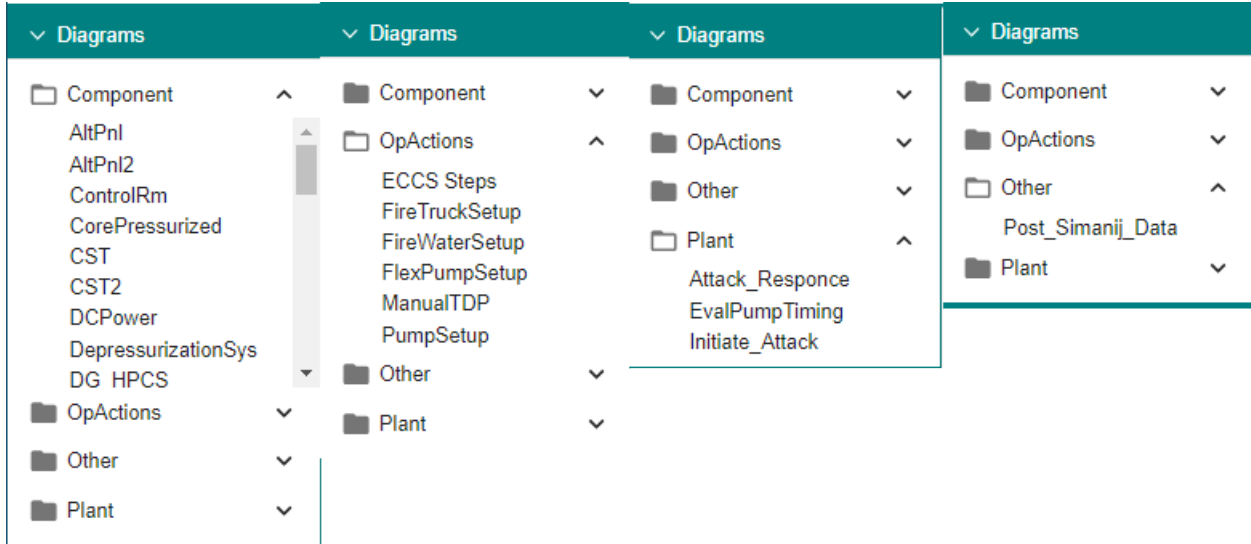 Diagrams
Component
AltPnl
AltPnl2
ControlRm
CorePressurized
CST
CST2
DCPower
DepressurizationSys
DG_HPCS
OpActions
Other
Plant
Diagrams
Component
OpActions
ECCS Steps
FireTruckSetup
FireWaterSetup
FlexPumpSetup
ManualTDP
PumpSetup
Other
Plant
Diagrams
Component
OpActions
Other
Plant
Attack_Responce
EvalPumpTiming
Initiate_Attack
Diagrams
Component
OpActions
Other
Post_Simanij_Data
Plant